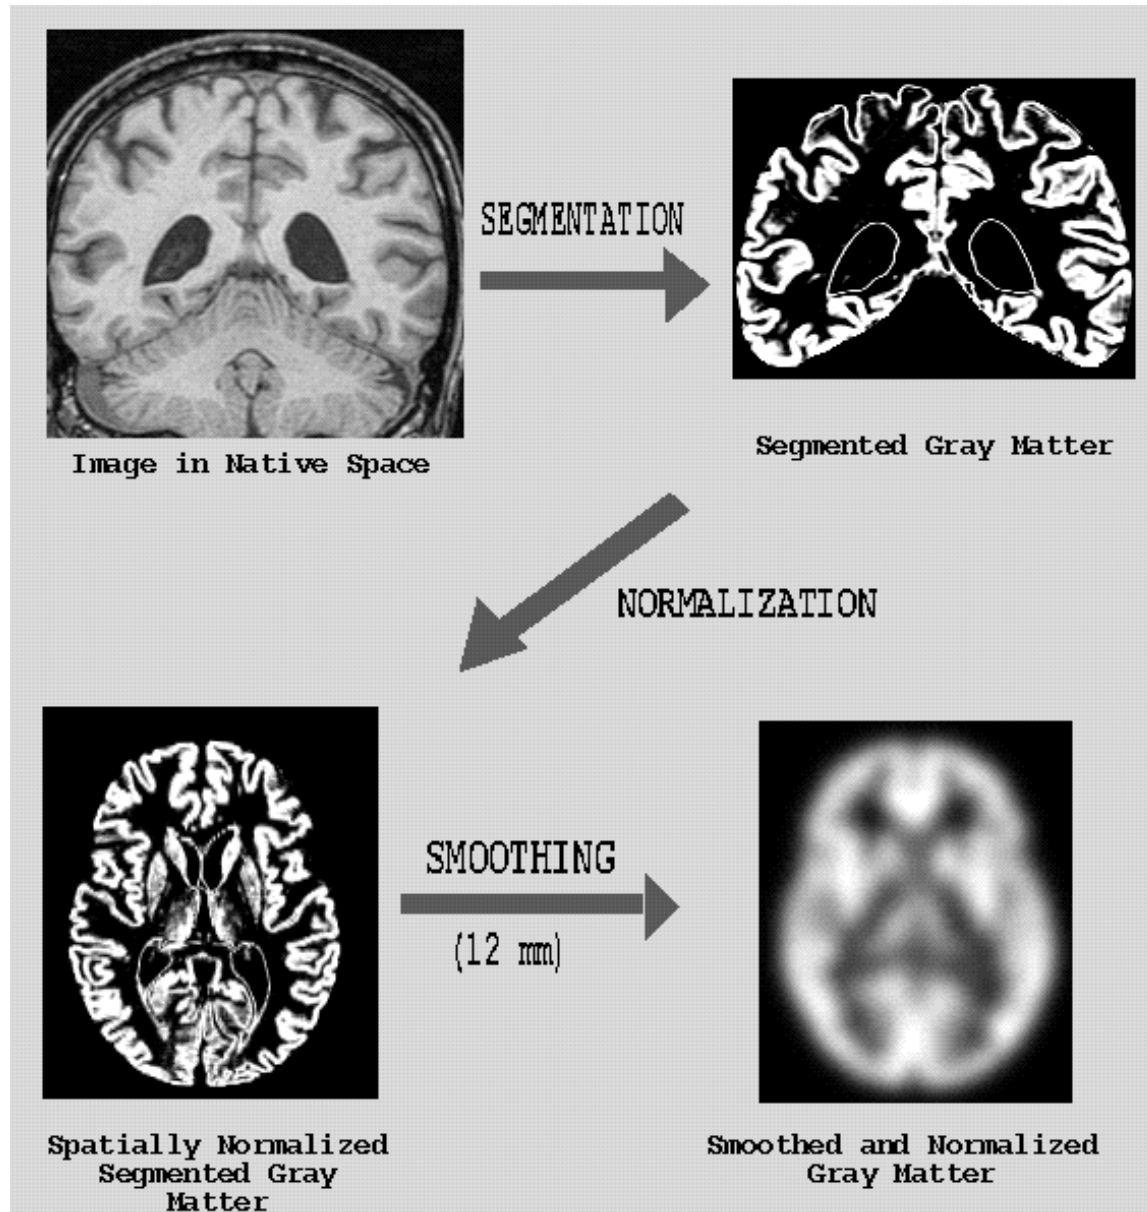 SEGMENTATION
Image in Native Space
Segmented Gray Matter
NORMALIZATION
SMOOTHING
(12 mm)
Spatially Normalized
Segmented Gray
Matter
Smoothed and Normalized
Gray Matter